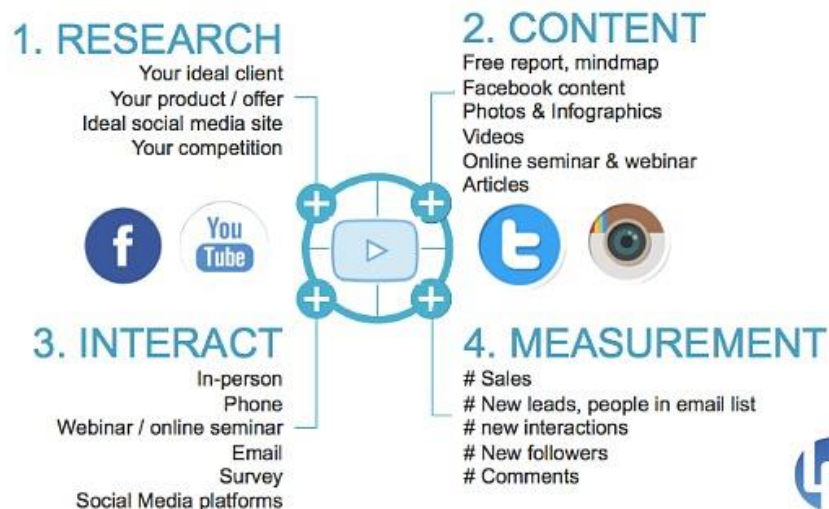 1. RESEARCH
Your ideal client
Your product / offer
Ideal social media site
Your competition
2. CONTENT
Free report, mindmap
Facebook content
Photos & Infographics
Videos
Online seminar & webinar
Articles
f
You
Tube
t
3. INTERACT
In-person
Phone
Webinar / online seminar
Email
Survey
Social Media platforms
4. MEASUREMENT
# Sales
# New leads, people in email list
# new interactions
# New followers
# Comments